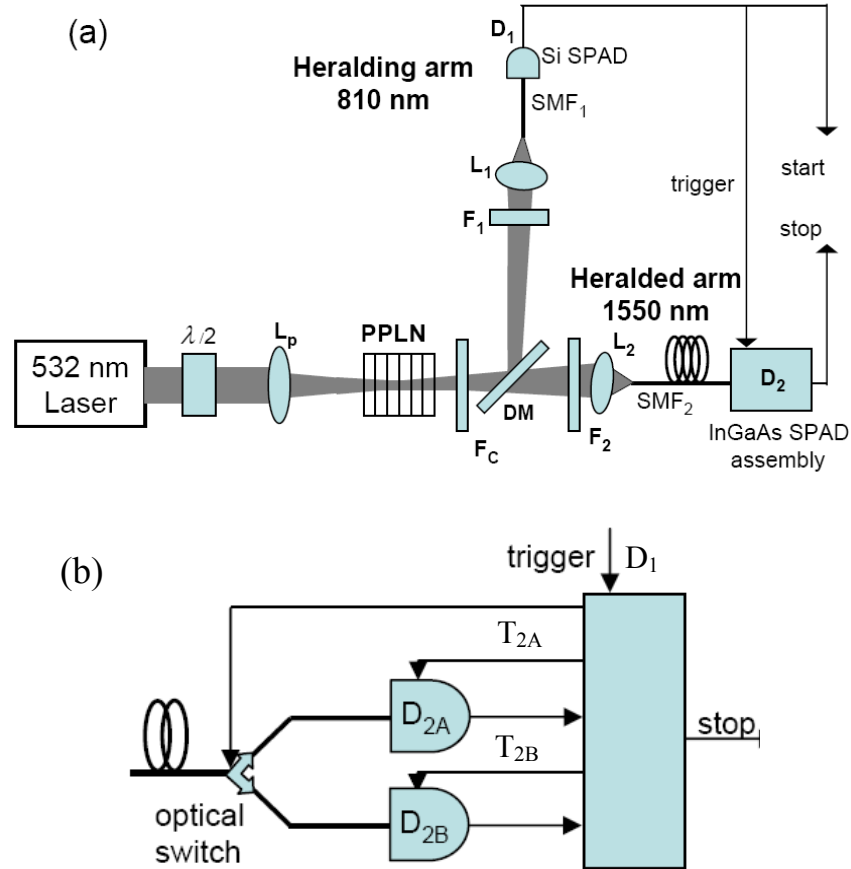 (a)
D₁
Si SPAD
Heralding arm
810 nm
SMF₁
L₁
trigger
start
F₁
stop
Heralded arm
1550 nm
λ/2
Lₚ
PPLN
L₂
532 nm
Laser
D₂
DM
SMF₂
F_C
F₂
InGaAs SPAD
assembly
(b)
trigger D₁
T₂A
D₂A
stop
T₂B
optical
switch
D₂B